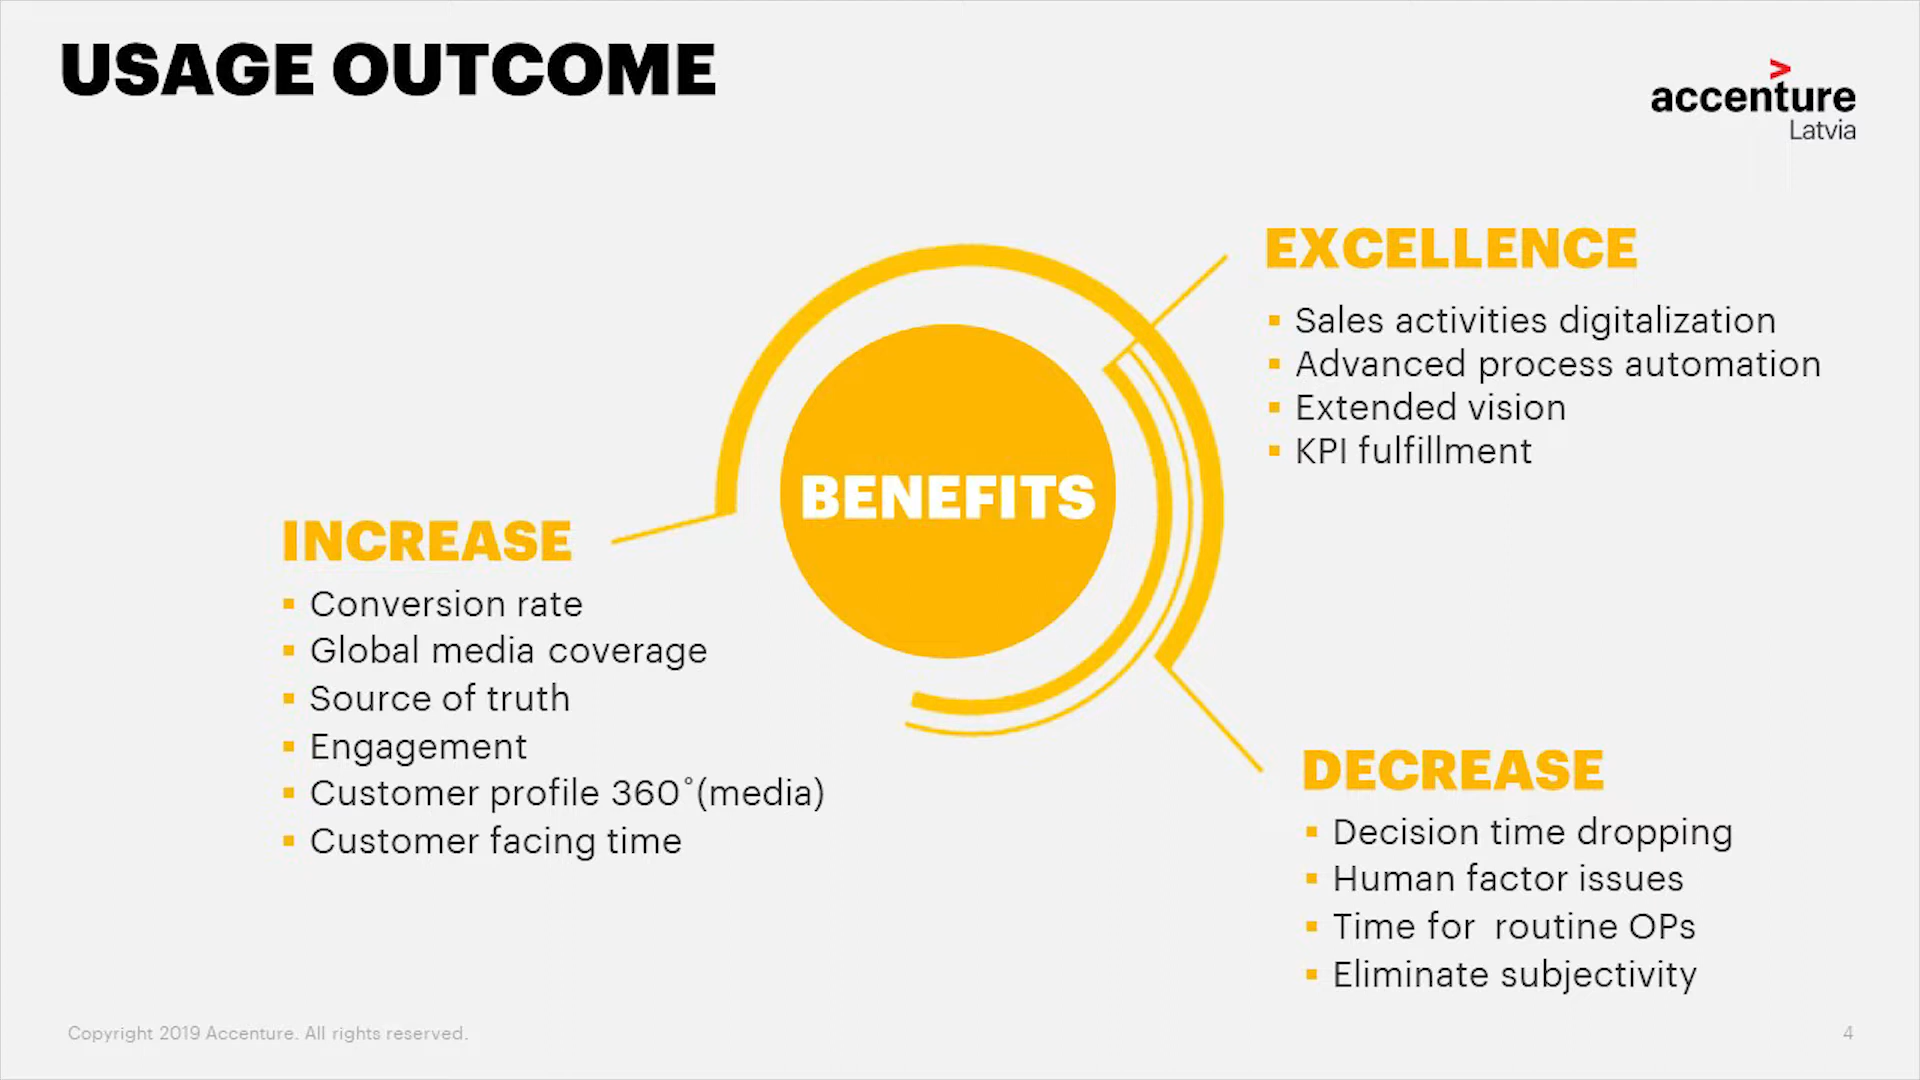 USAGE OUTCOME
>
accenture
Latvia
EXCELLENCE
▪ Sales activities digitalization
▪ Advanced process automation
▪ Extended vision
▪ KPI fulfillment
BENEFITS
INCREASE
▪ Conversion rate
▪ Global media coverage
▪ Source of truth
▪ Engagement
▪ Customer profile 360˚(media)
▪ Customer facing time
DECREASE
▪ Decision time dropping
▪ Human factor issues
▪ Time for  routine OPs
▪ Eliminate subjectivity
Copyright 2019 Accenture. All rights reserved.
4